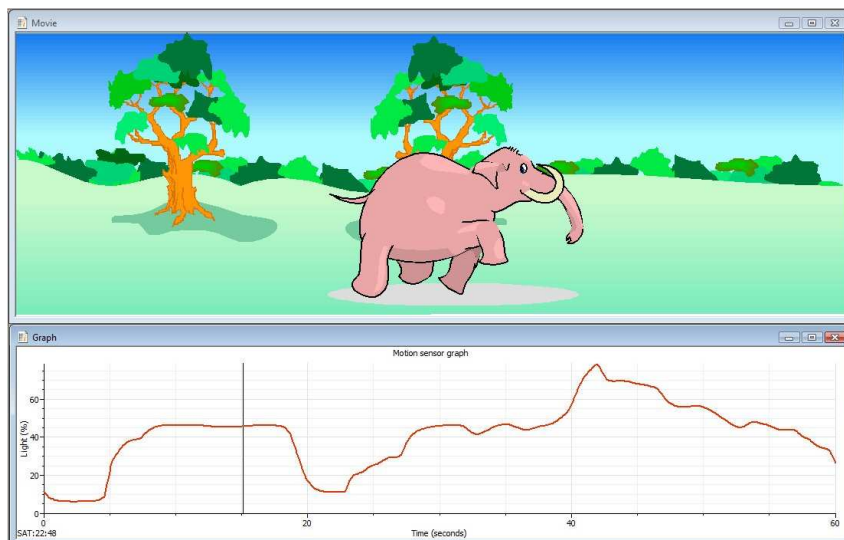 Movie
Graph
Motion sensor graph
60
40
20
0
Light (%)
0
20
40
60
SAT:22:48
Time (seconds)